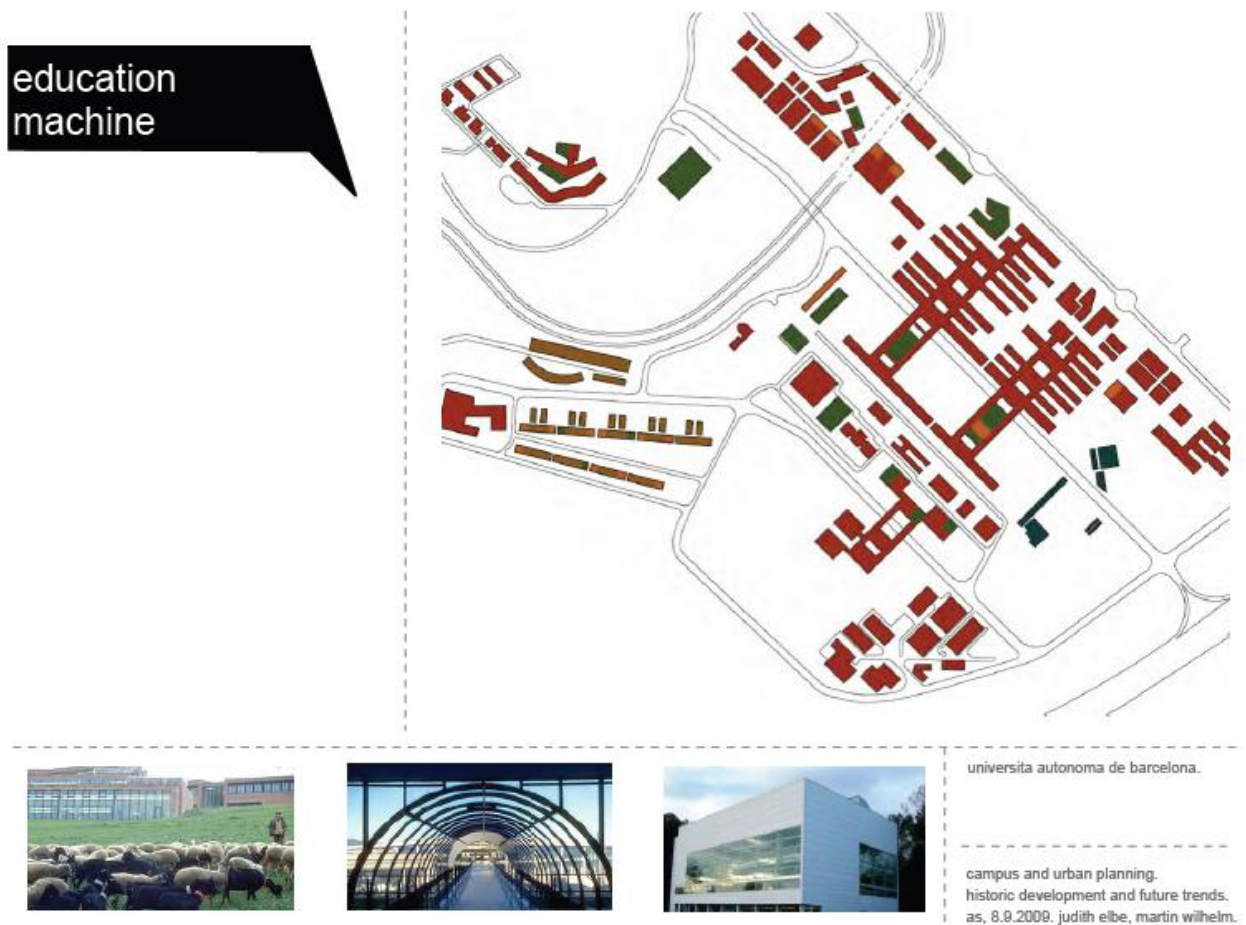 education
machine
universita autonoma de barcelona.
campus and urban planning.
historic development and future trends.
as, 8.9.2009. judith elbe, martin wilhelm.